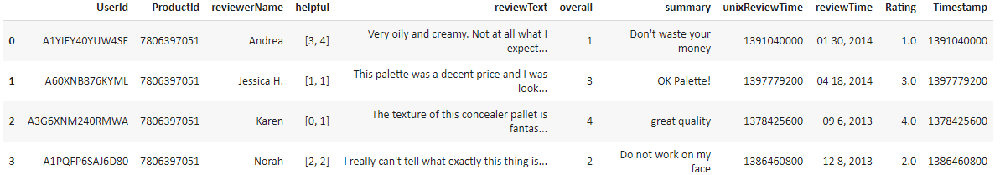 UserId ProductId reviewerName helpful reviewText overall summary unixReviewTime reviewTime Rating Timestamp
0 A1YJEY40YUW4SE 7806397051 Andrea [3, 4] Very oily and creamy. Not at all what I expect... 1 Don't waste your money 1391040000 01 30, 2014 1.0 1391040000
1 A60XNB876KYML 7806397051 Jessica H. [1, 1] This palette was a decent price and I was look... 3 OK Palette! 1397779200 04 18, 2014 3.0 1397779200
2 A3G6XNM240RMWA 7806397051 Karen [0, 1] The texture of this concealer pallet is fantas... 4 great quality 1378425600 09 6, 2013 4.0 1378425600
3 A1PQFP6SAJ6D80 7806397051 Norah [2, 2] I really can't tell what exactly this thing is... 2 Do not work on my face 1386460800 12 8, 2013 2.0 1386460800